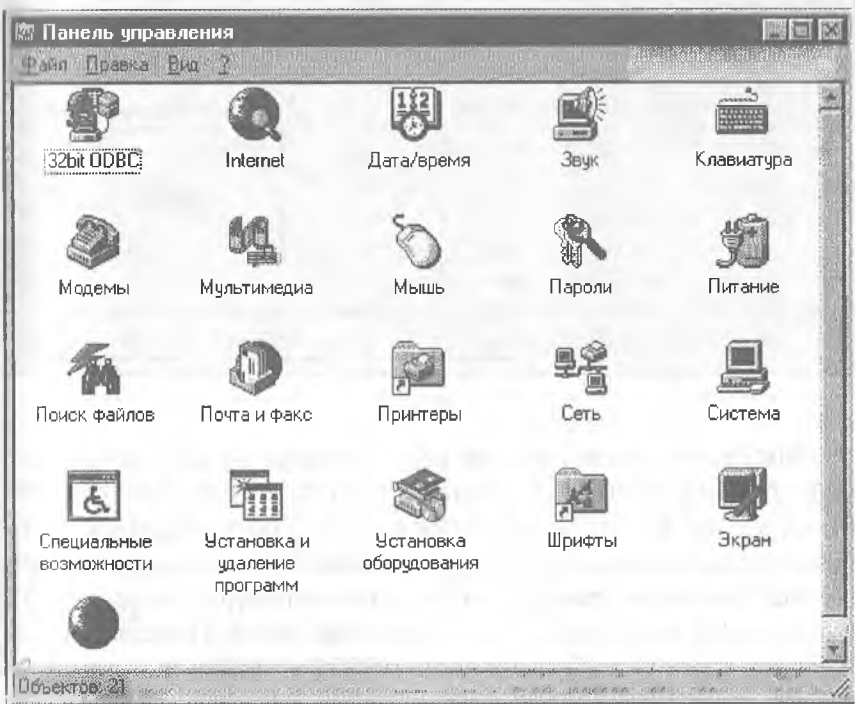 Панель управления
Файл Правка Вид ?
32bit ODBC Internet Дата/время Звук Клавиатура
Модемы Мультимедиа Мышь Пароли Питание
Поиск файлов Почта и факс Принтеры Сеть Система
Специальные возможности Установка и удаление программ Установка оборудования Шрифты Экран
Объектов: 21